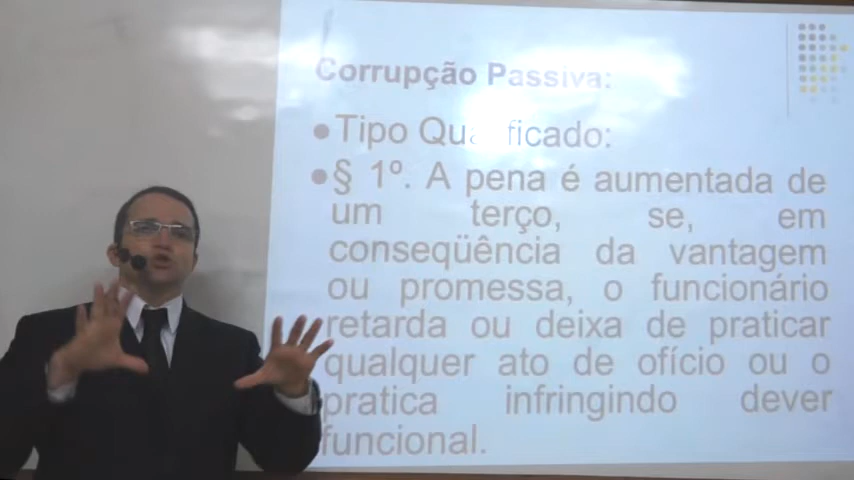 Corrupção Passiva:
●Tipo Qualificado:
●§ 1º. A pena é aumentada de
um terço, se, em
conseqüência da vantagem
ou promessa, o funcionário
retarda ou deixa de praticar
qualquer ato de ofício ou o
pratica infringindo dever
funcional.